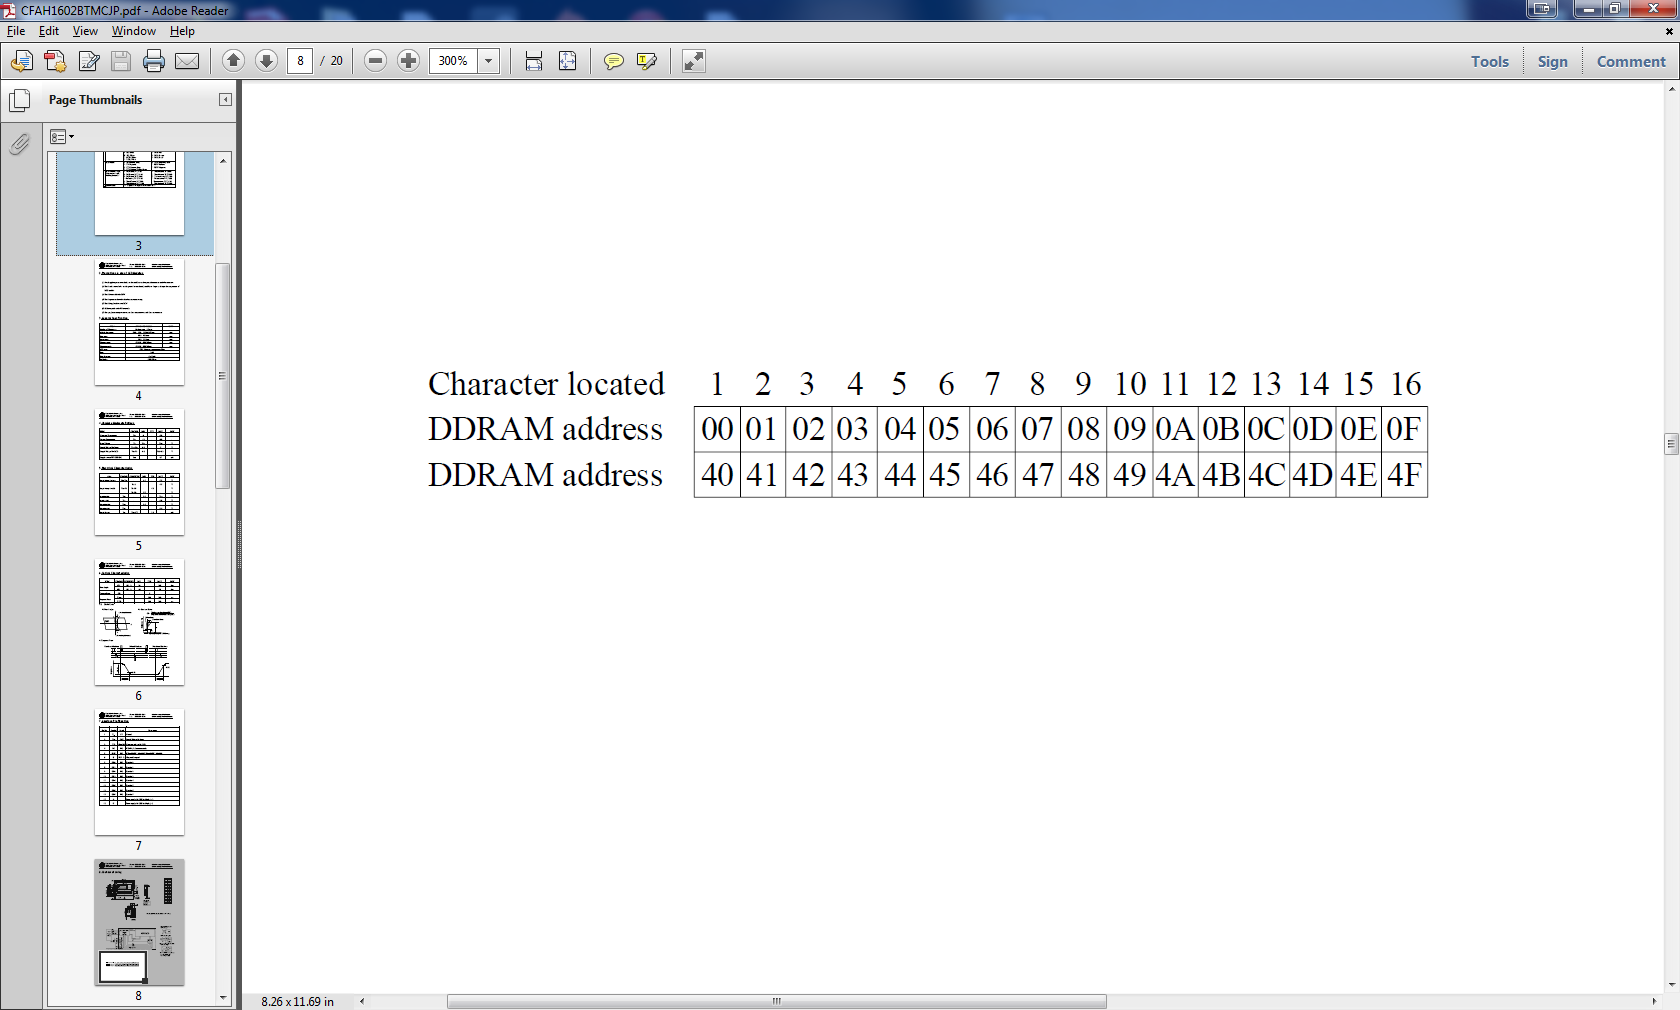 CFAH1602BTMCJP.pdf - Adobe Reader
File Edit View Window Help
8 / 20 300% Tools Sign Comment
Page Thumbnails
3
4
5
6
7
8
Character located 1 2 3 4 5 6 7 8 9 10 11 12 13 14 15 16
DDRAM address 00 01 02 03 04 05 06 07 08 09 0A 0B 0C 0D 0E 0F
DDRAM address 40 41 42 43 44 45 46 47 48 49 4A 4B 4C 4D 4E 4F
8.26 x 11.69 in